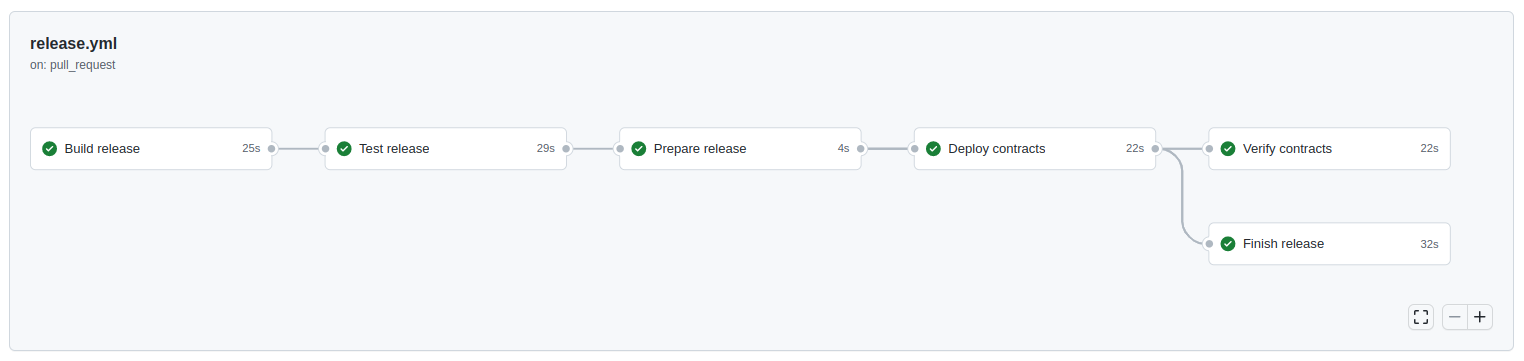 release.yml
on: pull_request
Build release 25s
Test release 29s
Prepare release 4s
Deploy contracts 22s
Verify contracts 22s
Finish release 32s